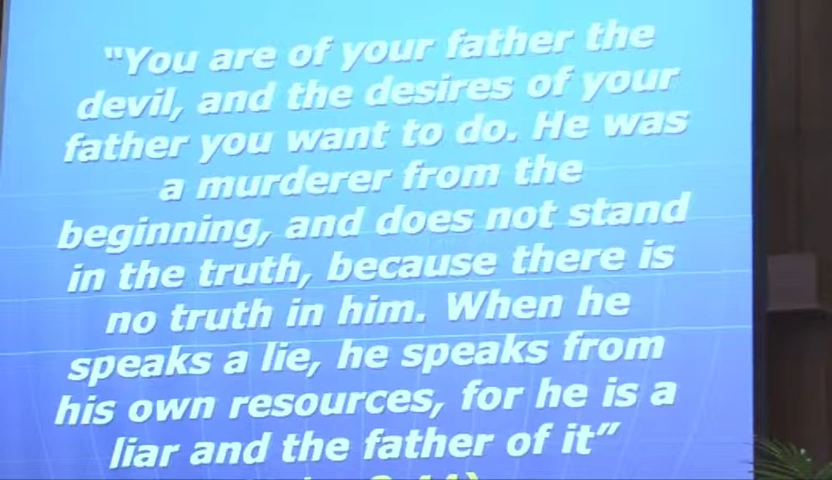 “You are of your father the
devil, and the desires of your
father you want to do. He was
a murderer from the
beginning, and does not stand
in the truth, because there is
no truth in him. When he
speaks a lie, he speaks from
his own resources, for he is a
liar and the father of it”